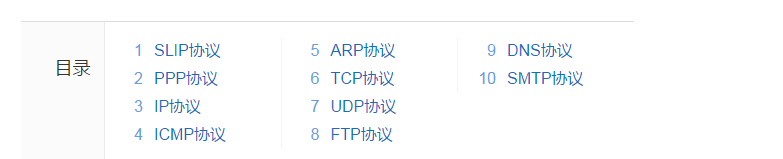 目录
1 SLIP协议
2 PPP协议
3 IP协议
4 ICMP协议
5 ARP协议
6 TCP协议
7 UDP协议
8 FTP协议
9 DNS协议
10 SMTP协议